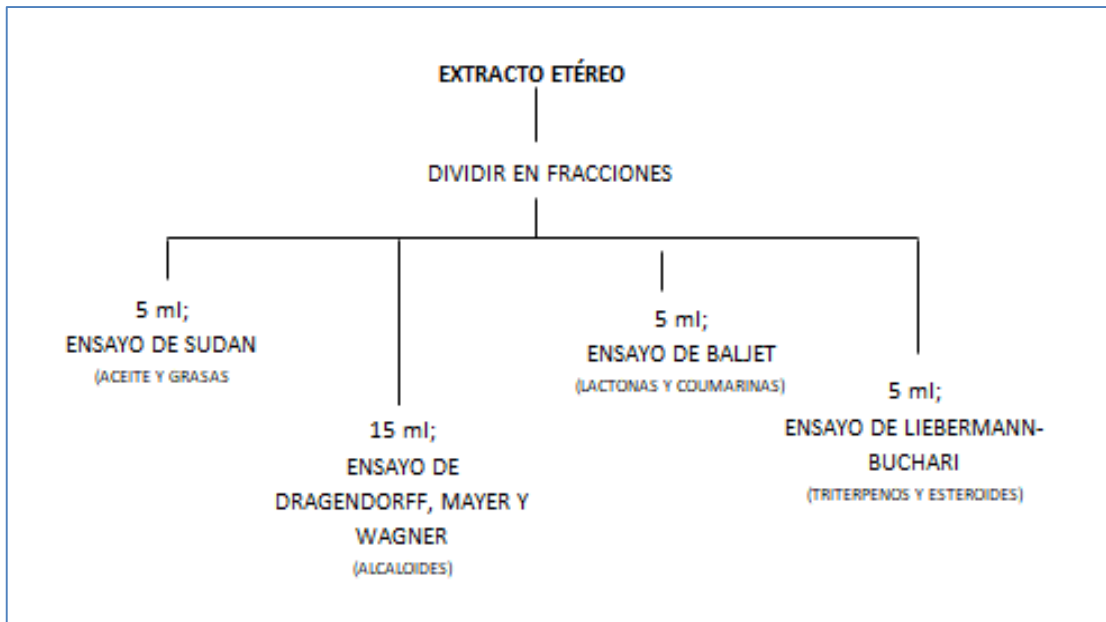 EXTRACTO ETÉREO
DIVIDIR EN FRACCIONES
5 ml;
ENSAYO DE SUDAN
(ACEITE Y GRASAS
15 ml;
ENSAYO DE
DRAGENDORFF, MAYER Y
WAGNER
(ALCALOIDES)
5 ml;
ENSAYO DE BALJET
(LACTONAS Y COUMARINAS)
5 ml;
ENSAYO DE LIEBERMANN-
BUCHARI
(TRITERPENOS Y ESTEROIDES)